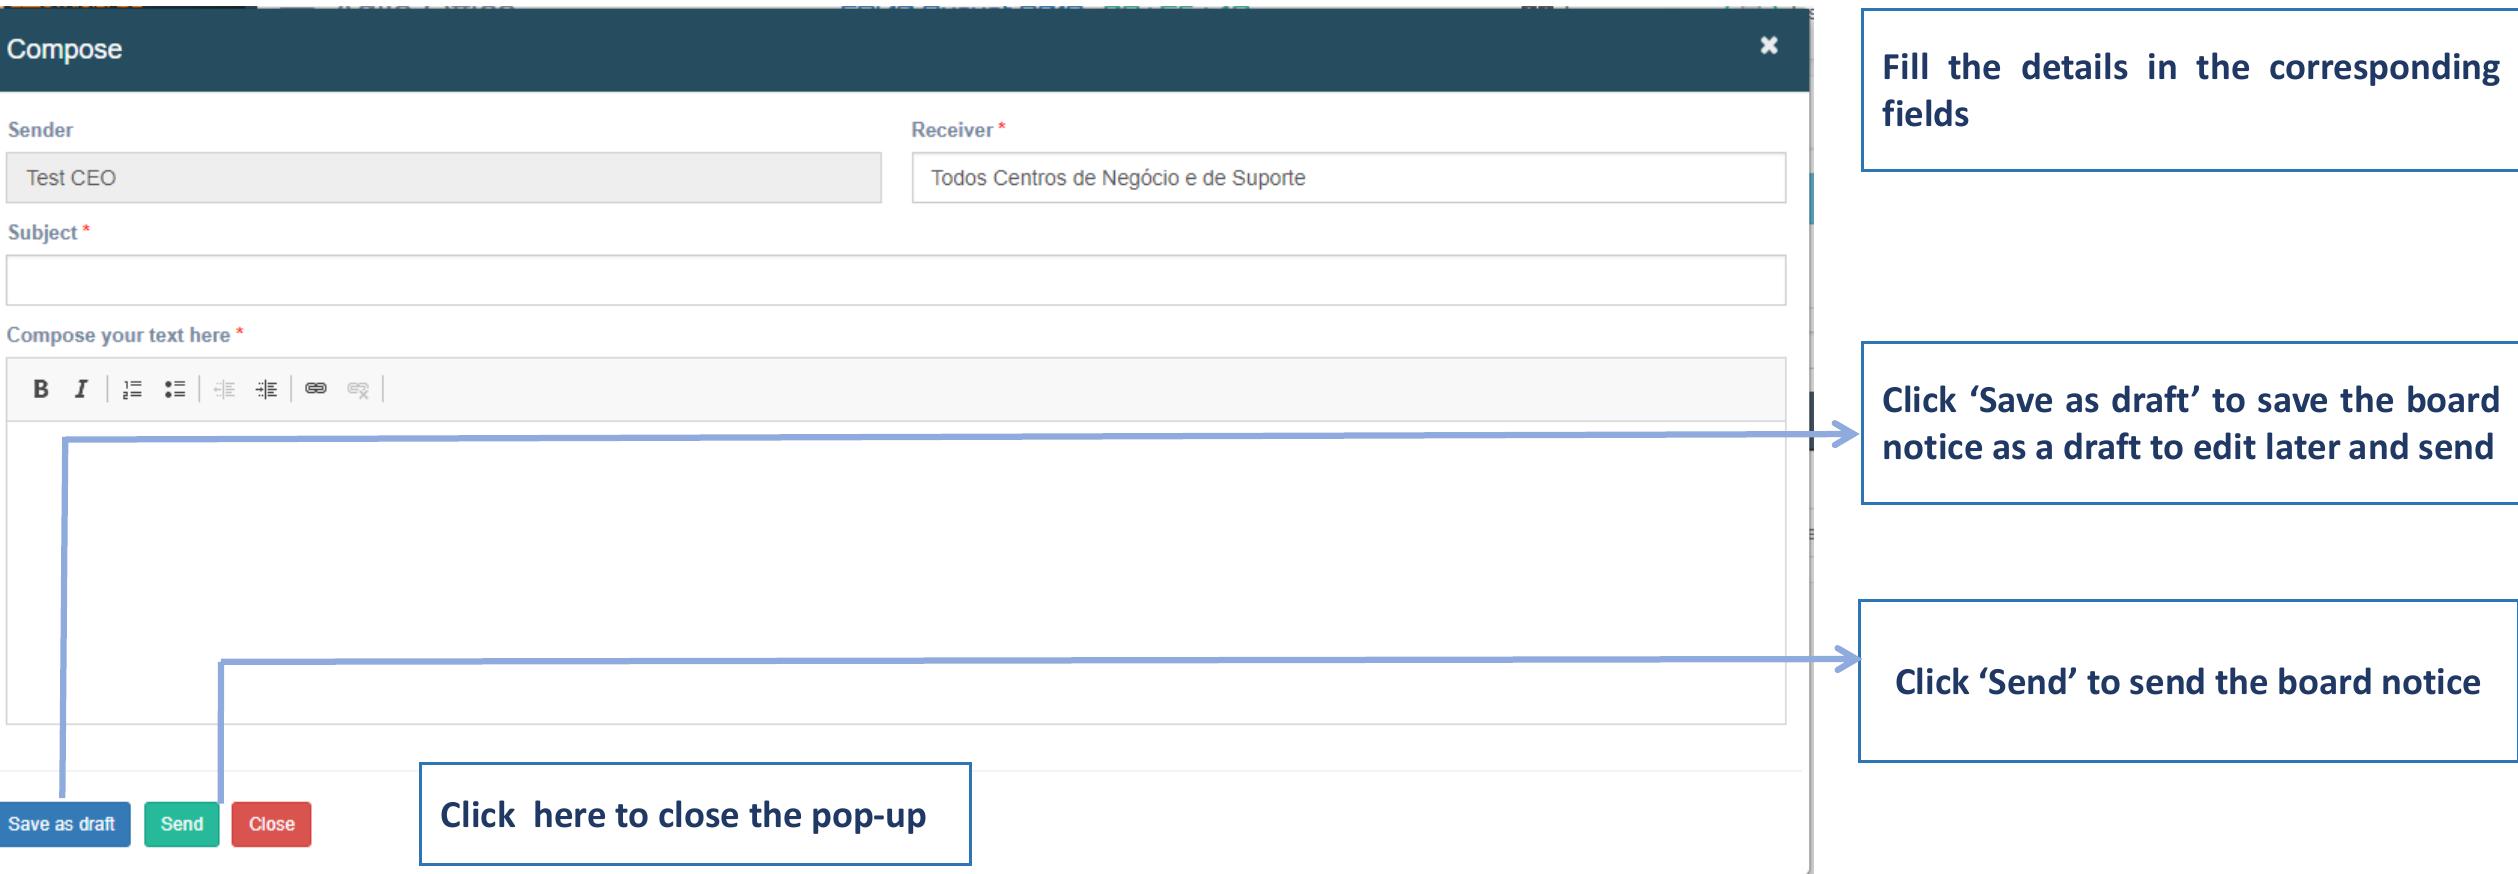 Compose
Sender
Receiver *
Test CEO
Todos Centros de Negócio e de Suporte
Subject *
Compose your text here *
B I
Save as draft
Send
Close
Click here to close the pop-up
Fill the details in the corresponding
fields
Click ‘Save as draft’ to save the board
notice as a draft to edit later and send
Click ‘Send’ to send the board notice